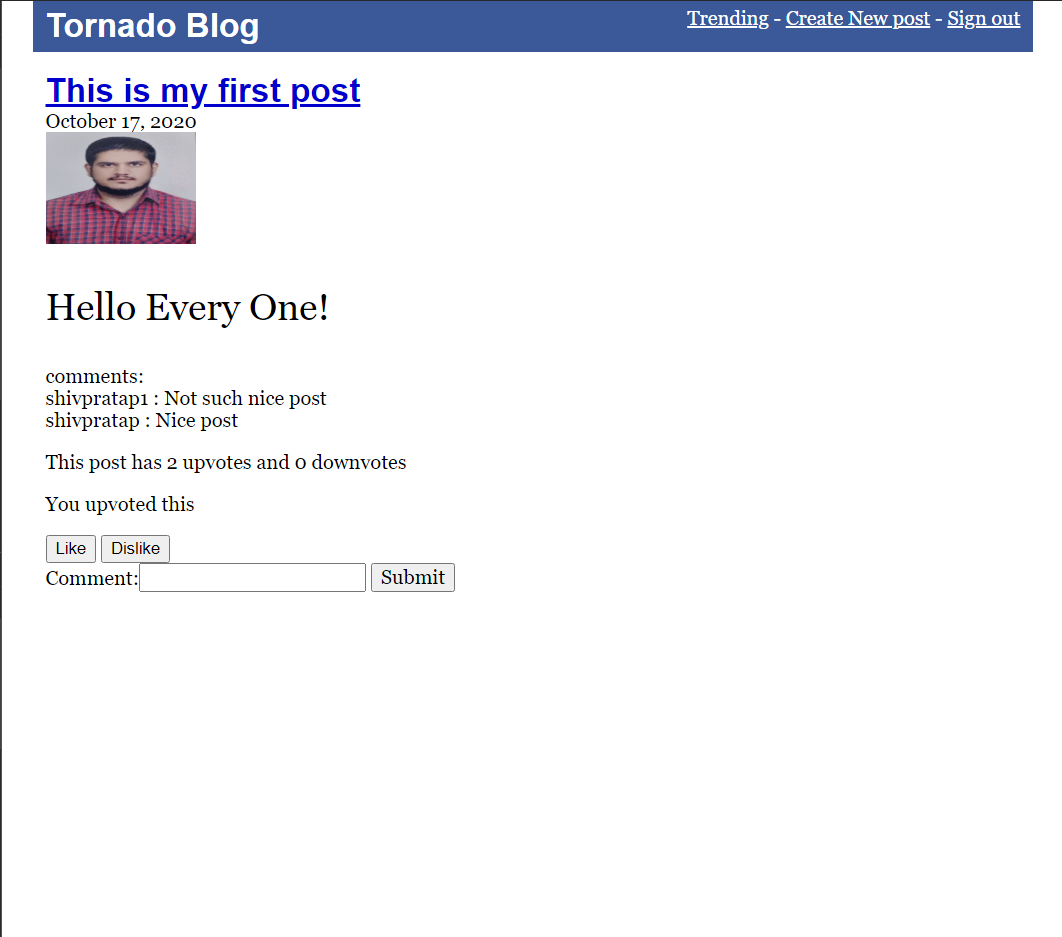 Tornado Blog
Trending - Create New post - Sign out
This is my first post
October 17, 2020
Hello Every One!
comments:
shivpratap1 : Not such nice post
shivpratap : Nice post
This post has 2 upvotes and 0 downvotes
You upvoted this
Like Dislike
Comment: Submit